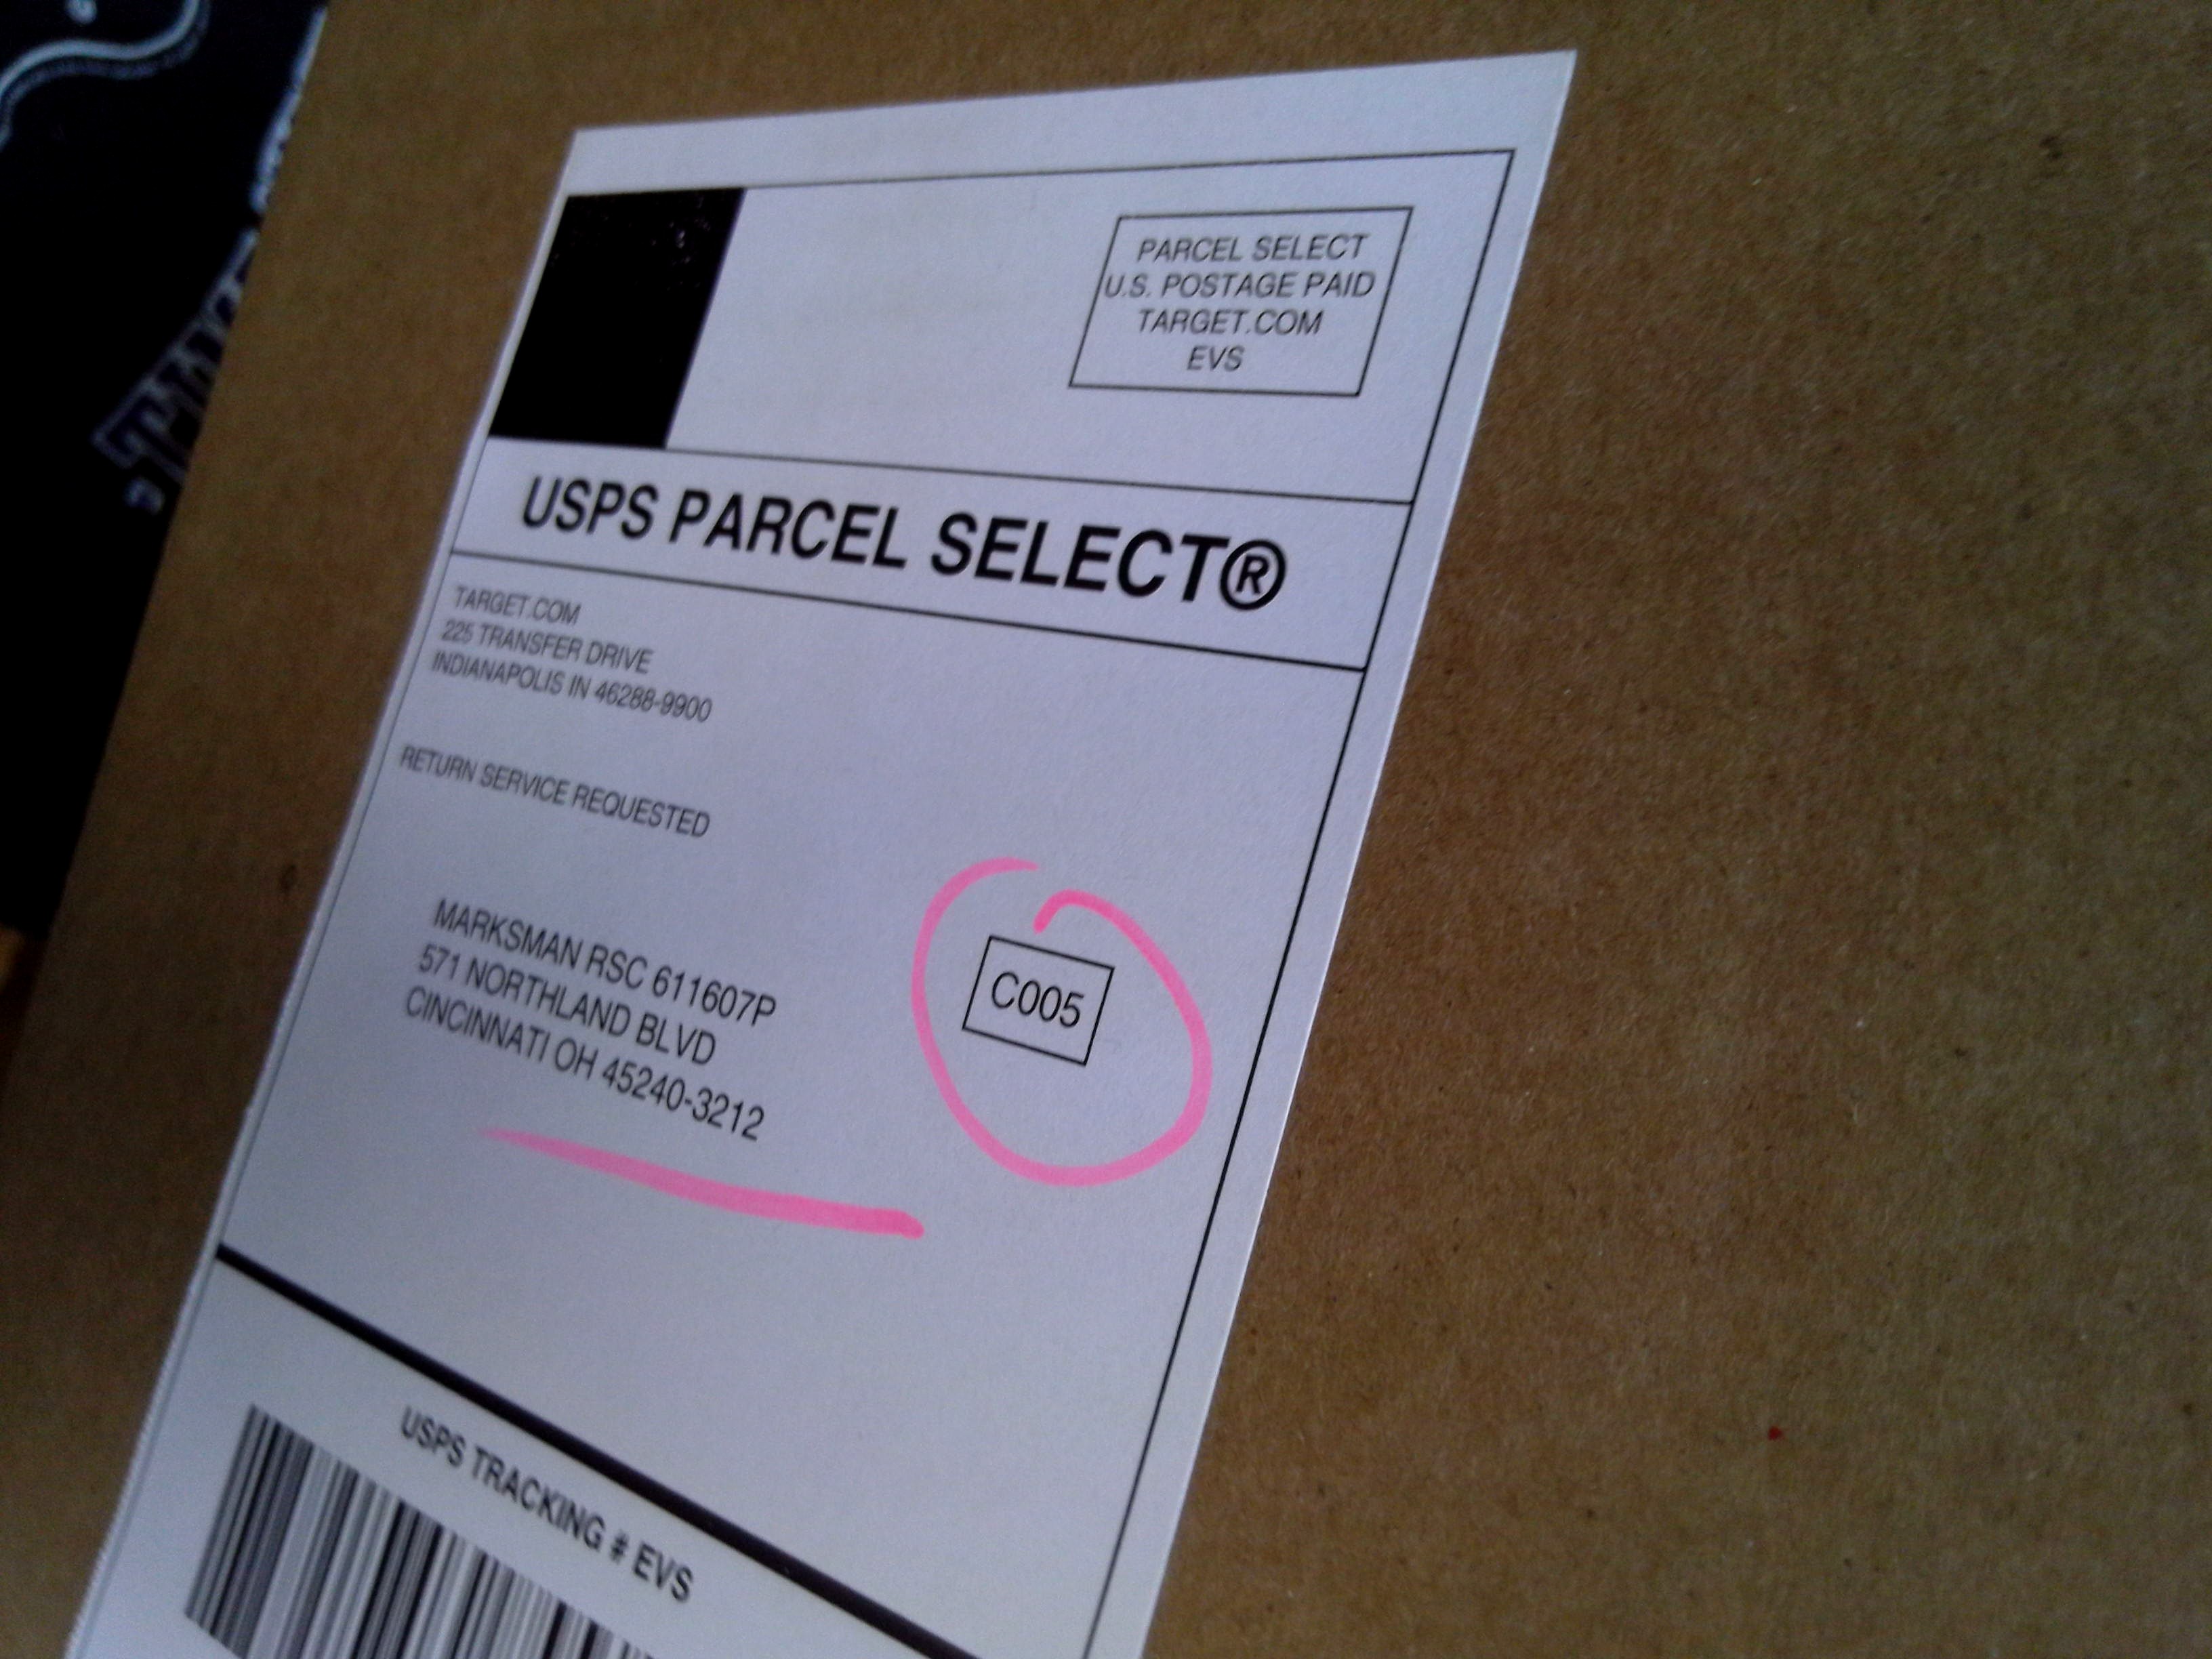 PARCEL SELECT
U.S. POSTAGE PAID
TARGET.COM
EVS
USPS PARCEL SELECT®
TARGET.COM
225 TRANSFER DRIVE
INDIANAPOLIS IN 46288-9900
RETURN SERVICE REQUESTED
MARKSMAN RSC 611607P
571 NORTHLAND BLVD
CINCINNATI OH 45240-3212
C005
USPS TRACKING # EVS